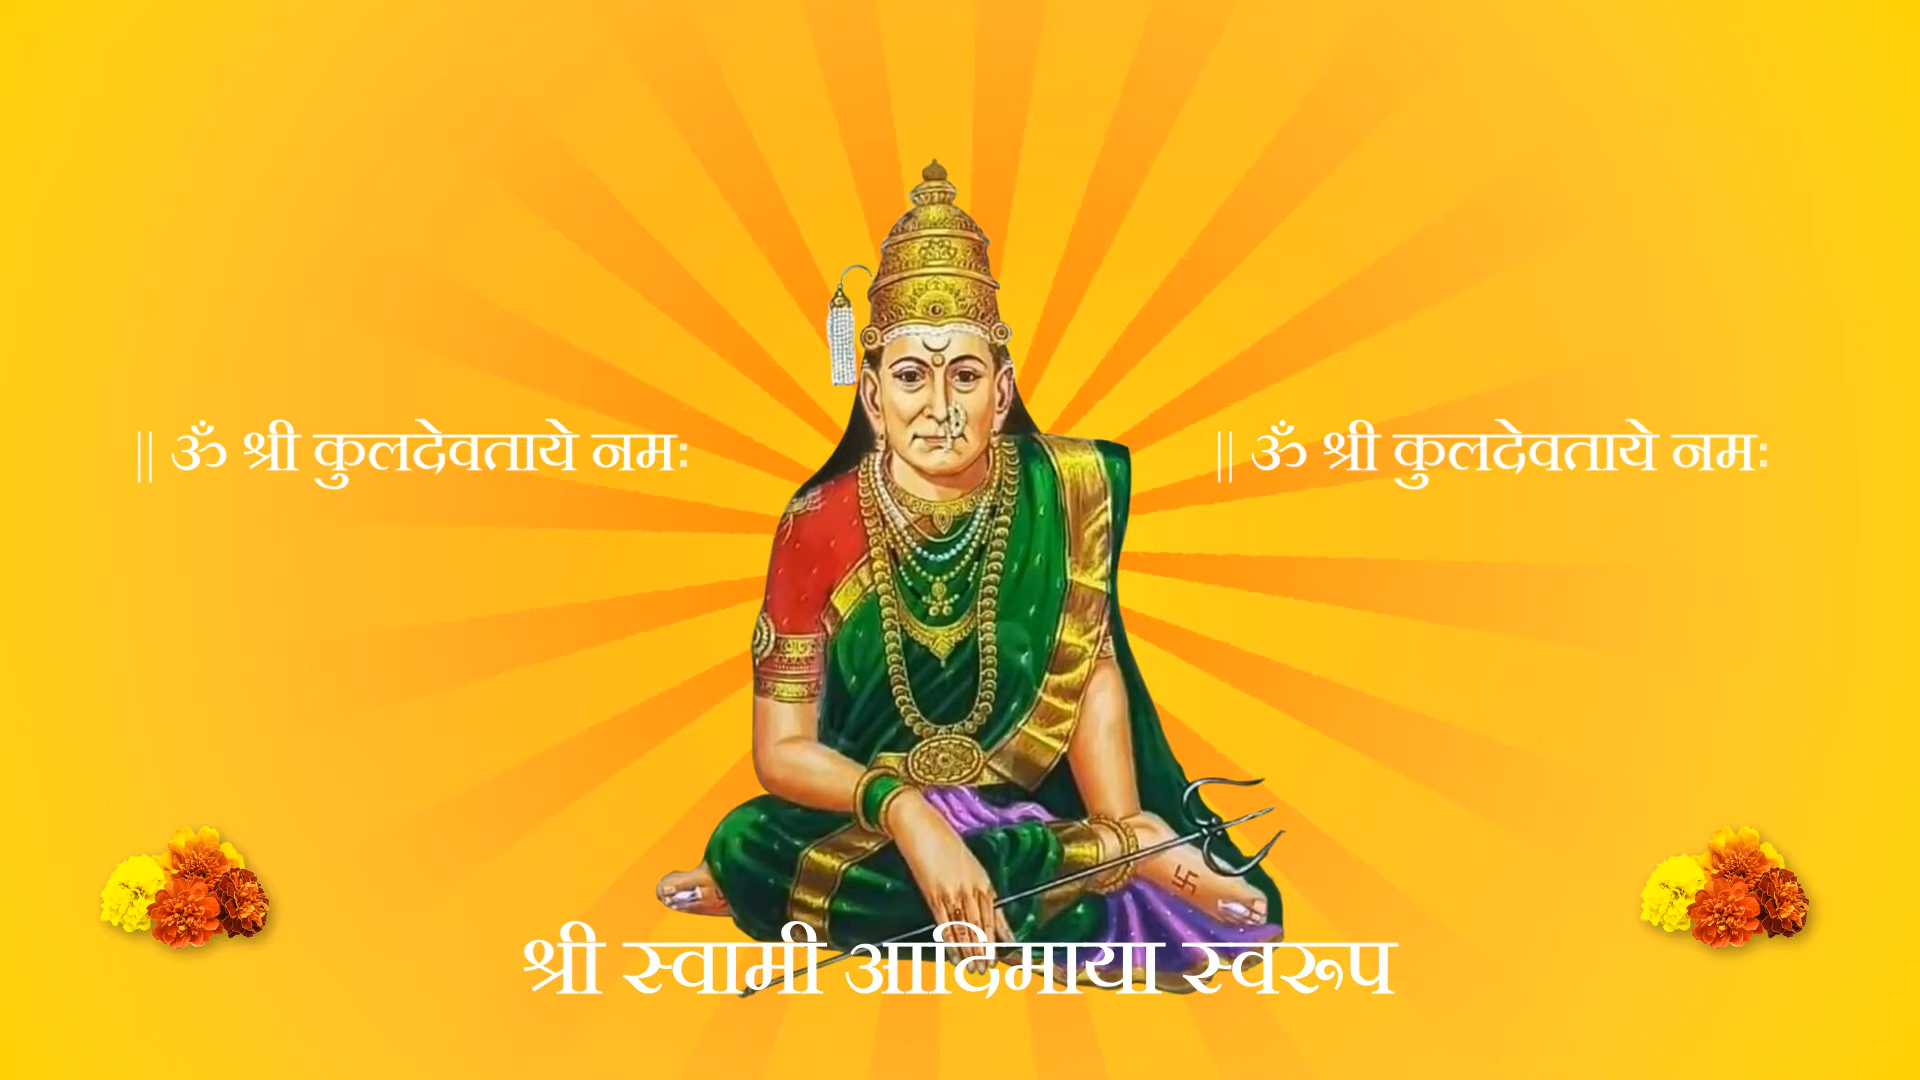 || ॐ श्री कुलदेवताये नमः
|| ॐ श्री कुलदेवताये नमः
श्री स्वामी आदिमाया स्वरूप